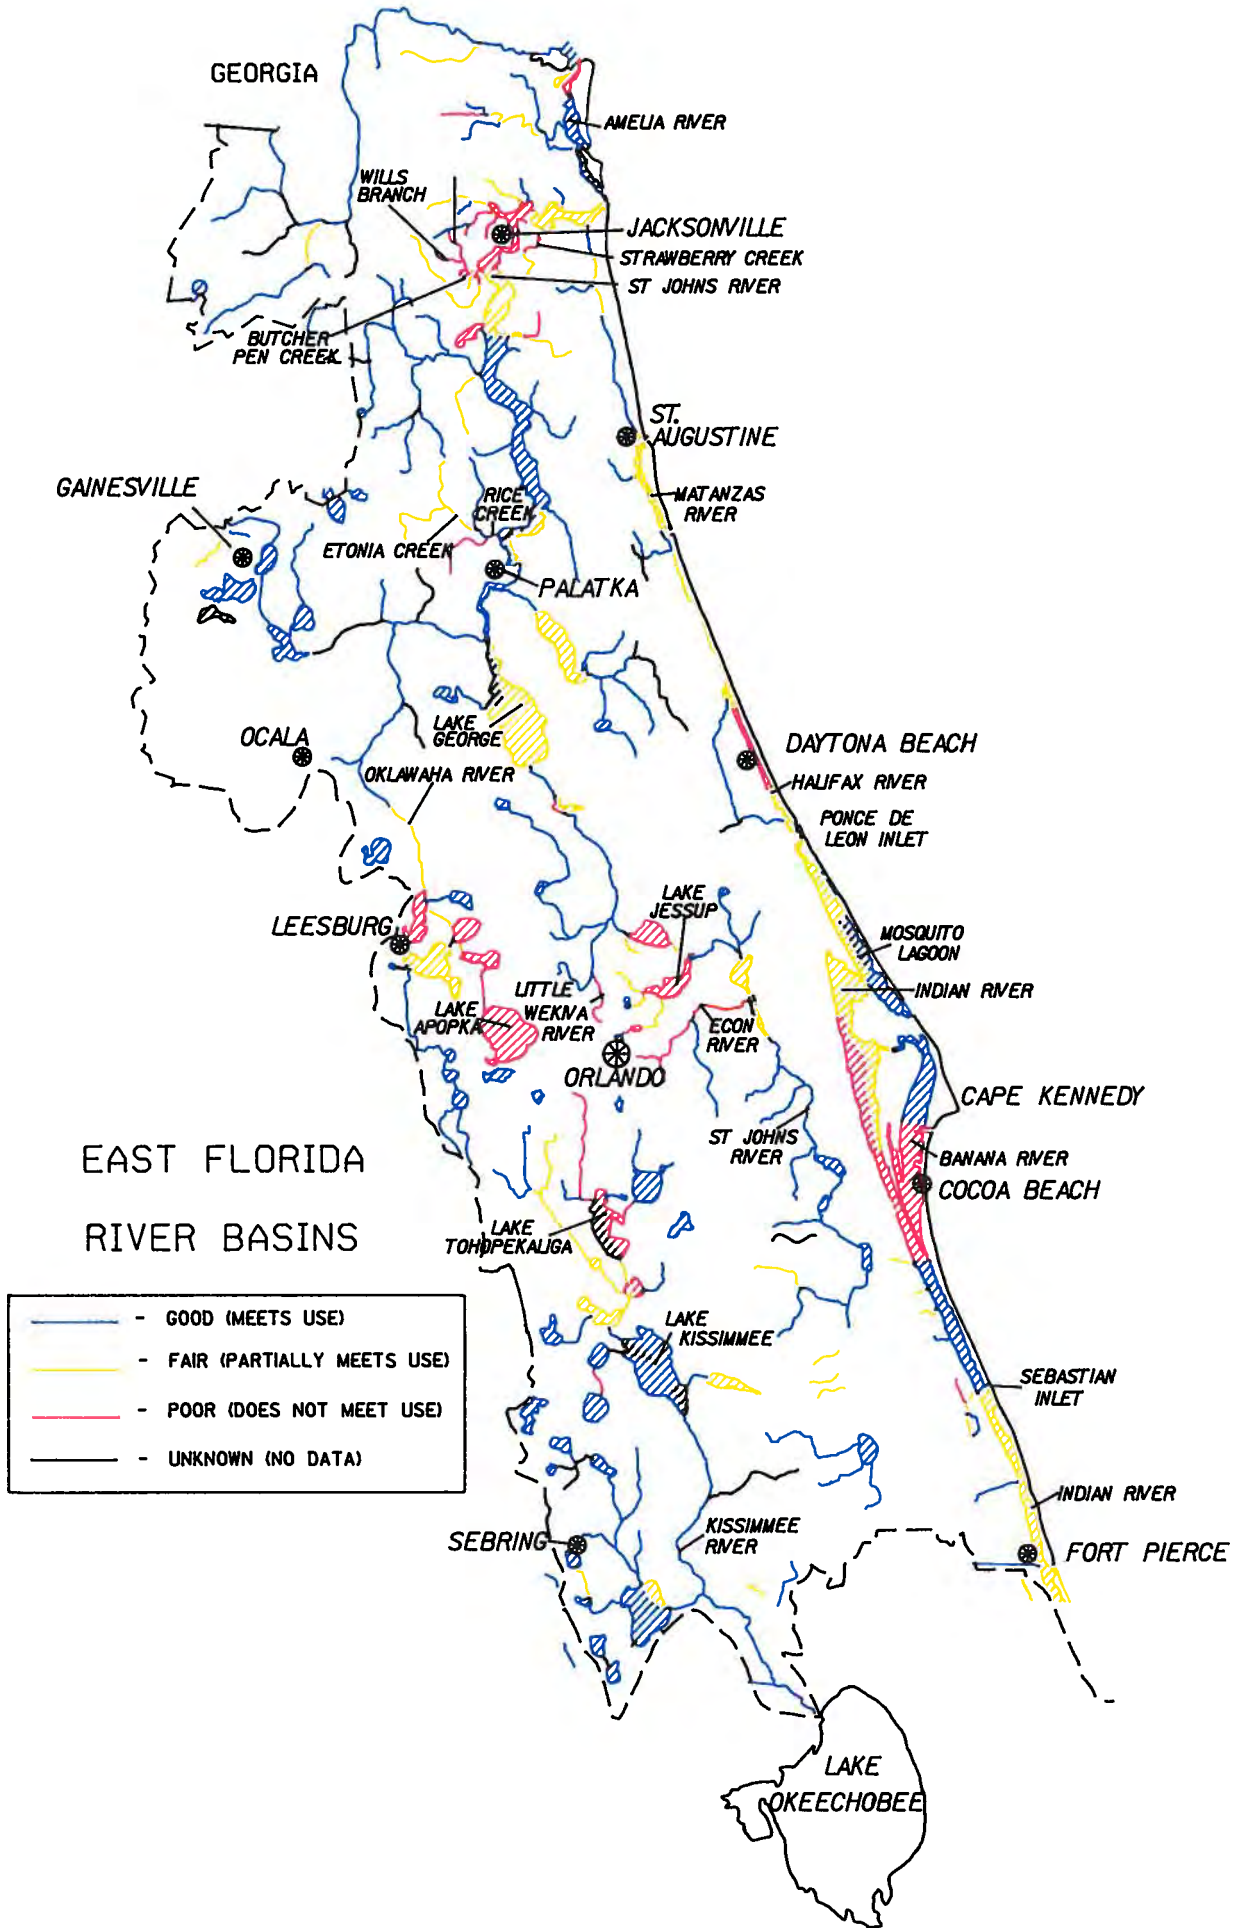 GEORGIA
AMELIA RIVER
WILLS
BRANCH
JACKSONVILLE
STRAWBERRY CREEK
ST JOHNS RIVER
BUTCHER
PEN CREEK
ST.
AUGUSTINE
GAINESVILLE
MATANZAS
RIVER
RICE
CREEK
ETONIA CREEK
PALATKA
LAKE
GEORGE
OCALA
DAYTONA BEACH
OKLAWAHA RIVER
HALIFAX RIVER
PONCE DE
LEON INLET
LAKE
JESSUP
LEESBURG
MOSQUITO
LAGOON
INDIAN RIVER
LITTLE
WEKIVA
RIVER
LAKE
APOPKA
ECON
RIVER
ORLANDO
CAPE KENNEDY
ST JOHNS
RIVER
EAST FLORIDA
RIVER BASINS
BANANA RIVER
COCOA BEACH
LAKE
TOHOPEKALIGA
- GOOD (MEETS USE)
- FAIR (PARTIALLY MEETS USE)
- POOR (DOES NOT MEET USE)
- UNKNOWN (NO DATA)
LAKE
KISSIMMEE
SEBASTIAN
INLET
INDIAN RIVER
KISSIMMEE
RIVER
SEBRING
FORT PIERCE
LAKE
OKEECHOBEE